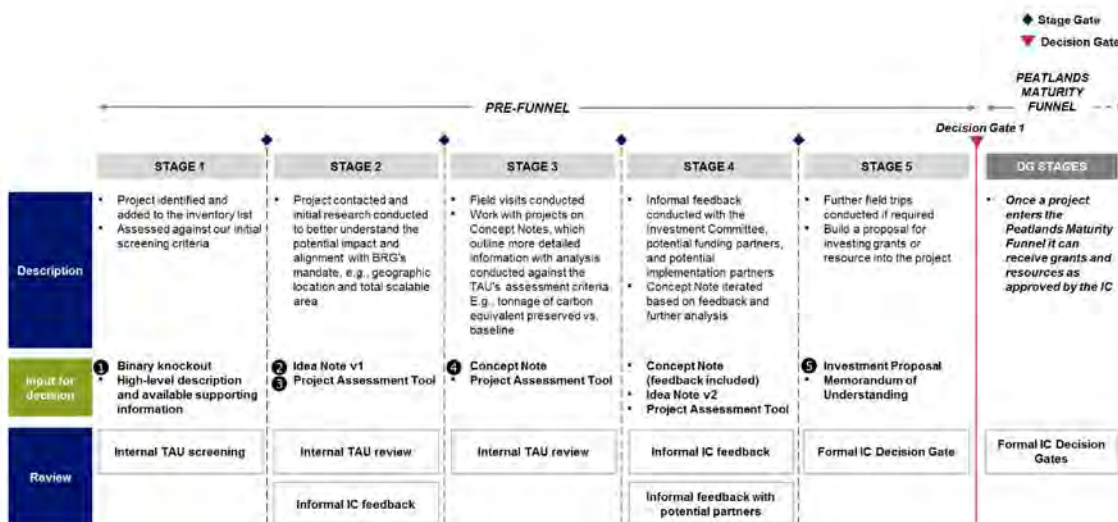 Stage Gate
Decision Gate
PEATLANDS
MATURITY
FUNNEL
PRE-FUNNEL
Decision Gate 1
STAGE 1
STAGE 2
STAGE 3
STAGE 4
STAGE 5
DG STAGES
Description
• Project identified and
added to the inventory list
• Assessed against our initial
screening criteria
• Project contacted and
initial research conducted
to better understand the
potential impact and
alignment with BRG's
mandate, e.g., geographic
location and total scalable
area
• Field visits conducted
• Work with projects on
Concept Notes, which
outline more detailed
information with analysis
conducted against the
TAU's assessment criteria
E.g., tonnage of carbon
equivalent preserved vs.
baseline
• Informal feedback
conducted with the
Investment Committee,
potential funding partners,
and potential
implementation partners
• Concept Note iterated
based on feedback and
further analysis
• Further field trips
conducted if required
• Build a proposal for
investing grants or
resource into the project
• Once a project
enters the
Peatlands Maturity
Funnel it can
receive grants and
resources as
approved by the IC
Input for
decision
1 Binary knockout
• High-level description
and available supporting
information
2 Idea Note v1
3 Project Assessment Tool
4 Concept Note
• Project Assessment Tool
• Concept Note
(feedback included)
• Idea Note v2
• Project Assessment Tool
5 Investment Proposal
• Memorandum of
Understanding
Review
Internal TAU screening
Internal TAU review
Informal IC feedback
Internal TAU review
Informal IC feedback
Informal feedback with
potential partners
Formal IC Decision Gate
Formal IC Decision
Gates